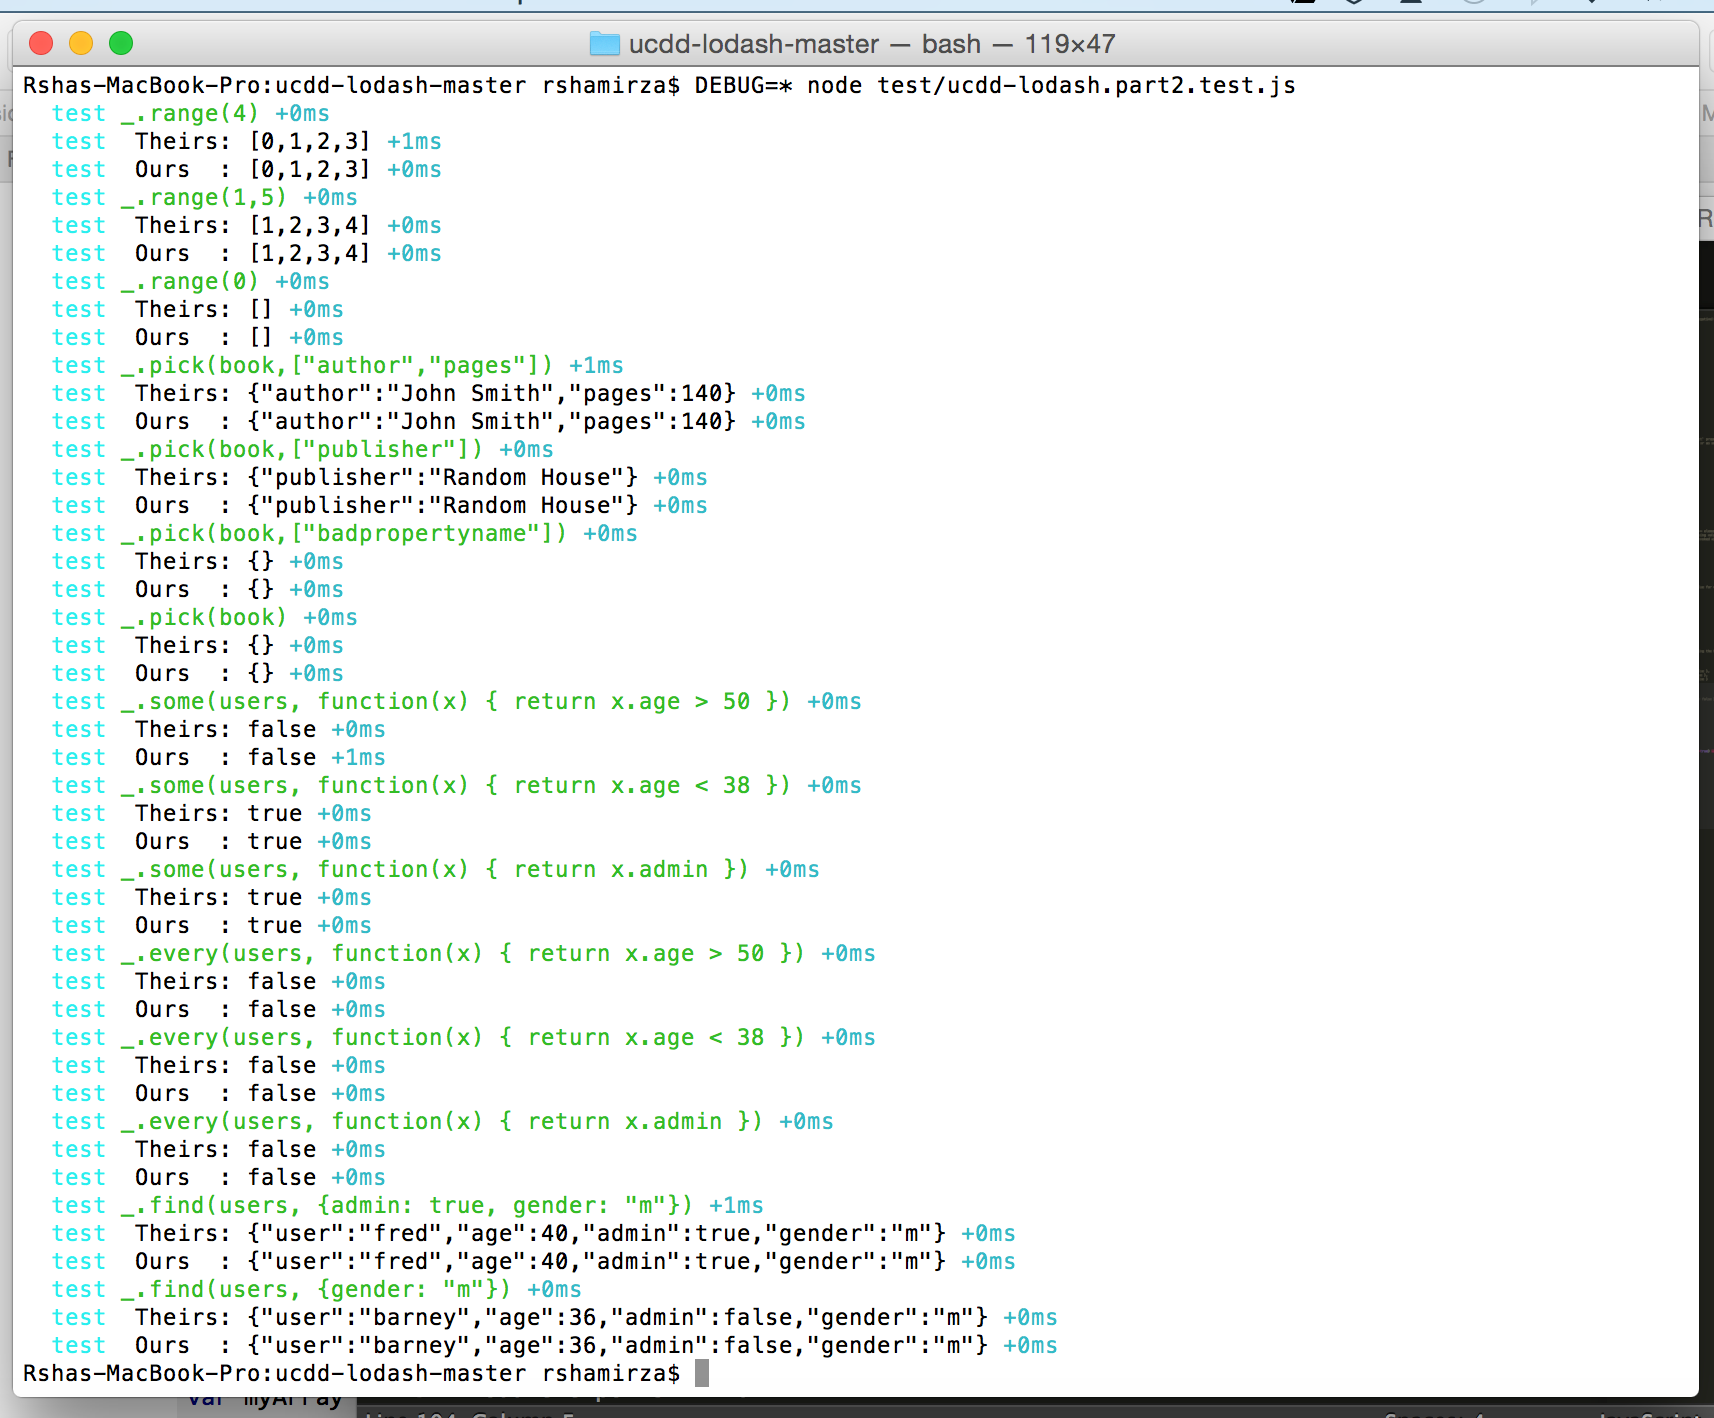 ucdd-lodash-master — bash — 119×47
Rshas-MacBook-Pro:ucdd-lodash-master rshamirza$ DEBUG=* node test/ucdd-lodash.part2.test.js
test _.range(4) +0ms
test Theirs: [0,1,2,3] +1ms
test Ours  : [0,1,2,3] +0ms
test _.range(1,5) +0ms
test Theirs: [1,2,3,4] +0ms
test Ours  : [1,2,3,4] +0ms
test _.range(0) +0ms
test Theirs: [] +0ms
test Ours  : [] +0ms
test _.pick(book,["author","pages"]) +1ms
test Theirs: {"author":"John Smith","pages":140} +0ms
test Ours  : {"author":"John Smith","pages":140} +0ms
test _.pick(book,["publisher"]) +0ms
test Theirs: {"publisher":"Random House"} +0ms
test Ours  : {"publisher":"Random House"} +0ms
test _.pick(book,["badpropertyname"]) +0ms
test Theirs: {} +0ms
test Ours  : {} +0ms
test _.pick(book) +0ms
test Theirs: {} +0ms
test Ours  : {} +0ms
test _.some(users, function(x) { return x.age > 50 }) +0ms
test Theirs: false +0ms
test Ours  : false +1ms
test _.some(users, function(x) { return x.age < 38 }) +0ms
test Theirs: true +0ms
test Ours  : true +0ms
test _.some(users, function(x) { return x.admin }) +0ms
test Theirs: true +0ms
test Ours  : true +0ms
test _.every(users, function(x) { return x.age > 50 }) +0ms
test Theirs: false +0ms
test Ours  : false +0ms
test _.every(users, function(x) { return x.age < 38 }) +0ms
test Theirs: false +0ms
test Ours  : false +0ms
test _.every(users, function(x) { return x.admin }) +0ms
test Theirs: false +0ms
test Ours  : false +0ms
test _.find(users, {admin: true, gender: "m"}) +1ms
test Theirs: {"user":"fred","age":40,"admin":true,"gender":"m"} +0ms
test Ours  : {"user":"fred","age":40,"admin":true,"gender":"m"} +0ms
test _.find(users, {gender: "m"}) +0ms
test Theirs: {"user":"barney","age":36,"admin":false,"gender":"m"} +0ms
test Ours  : {"user":"barney","age":36,"admin":false,"gender":"m"} +0ms
Rshas-MacBook-Pro:ucdd-lodash-master rshamirza$
var myArray